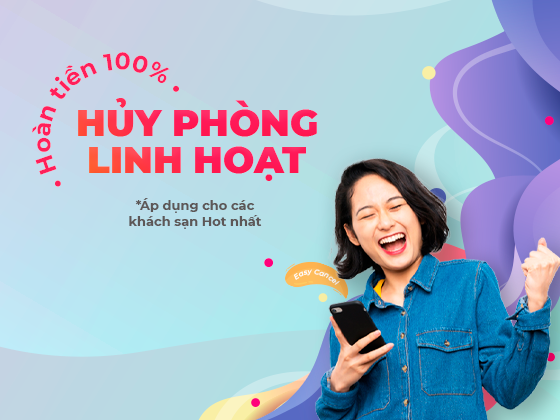 Hoàn tiền 100%
HỦY PHÒNG
LINH HOẠT
*Áp dụng cho các
khách sạn Hot nhất
Easy Cancel